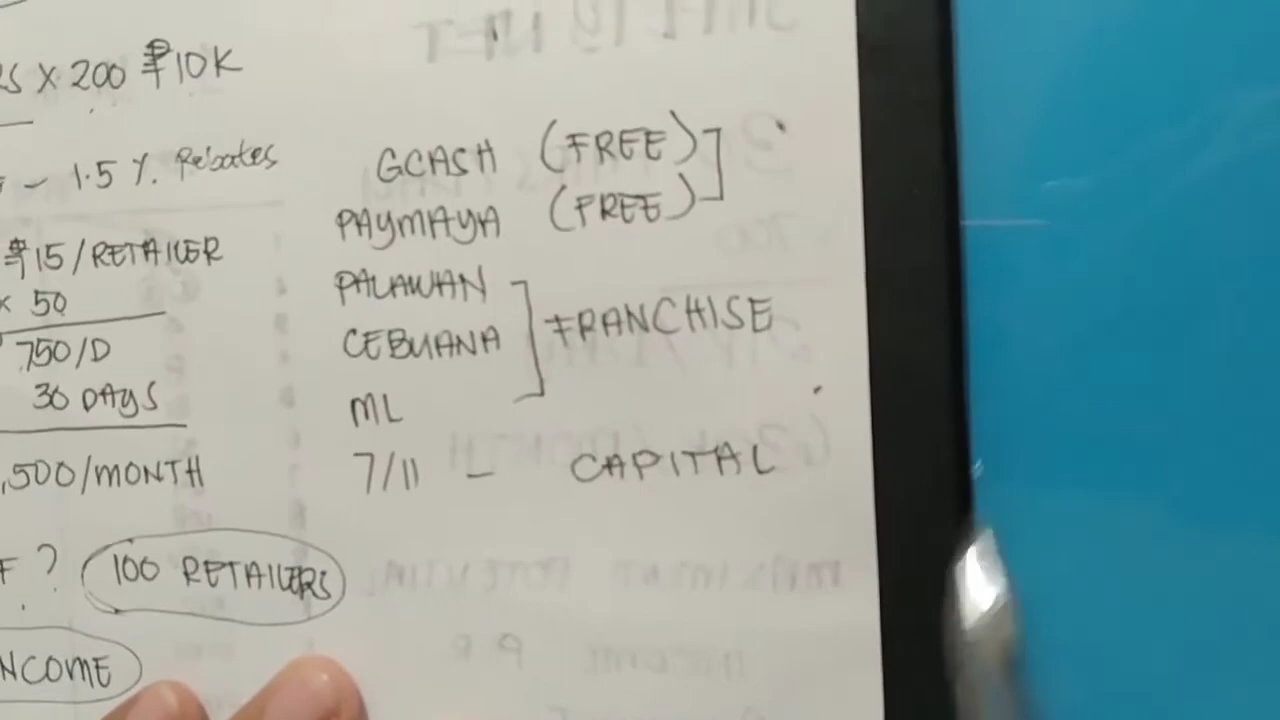 X 200 ₱10K
- 1.5 %. Rebates
₱15/RETAILER
X 50
750/D
30 DAYS
,500/MONTH
F ? 100 RETAILERS
NCOME
GCASH (FREE)
PAYMAYA (FREE)
PALAWAN
CEBUANA
ML
FRANCHISE
7/11 - CAPITAL